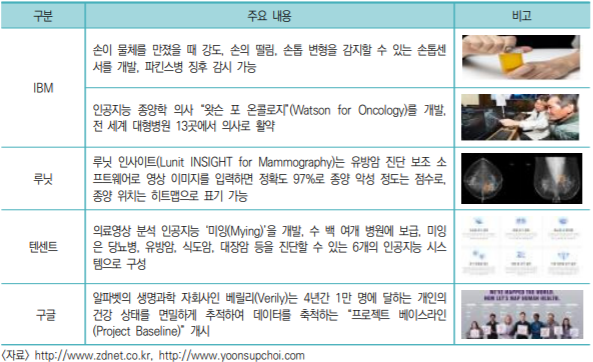 구분 주요 내용 비고
IBM
손이 물체를 만졌을 때 강도, 손의 떨림, 손톱 변형을 감지할 수 있는 손톱센
서를 개발, 파킨스병 징후 감시 가능
인공지능 종양학 의사 "왓슨 포 온콜로지"(Watson for Oncology)를 개발,
전 세계 대형병원 13곳에서 의사로 활약
루닛
루닛 인사이트(Lunit INSIGHT for Mammography)는 유방암 진단 보조 소
프트웨어로 영상 이미지를 입력하면 정확도 97%로 종양 악성 정도는 점수로,
종양 위치는 히트맵으로 표기 가능
텐센트
의료영상 분석 인공지능 '미잉(Mying)'을 개발, 수 백 여개 병원에 보급, 미잉
은 당뇨병, 유방암, 식도암, 대장암 등을 진단할 수 있는 6개의 인공지능 시스
템으로 구성
구글
알파벳의 생명과학 자회사인 베릴리(Verily)는 4년간 1만 명에 달하는 개인의
건강 상태를 면밀하게 추적하여 데이터를 축적하는 "프로젝트 베이스라인
(Project Baseline)" 개시
WE'VE MAPPED THE WORLD.
NOW LET'S MAP HUMAN HEALTH.
〈자료〉 http://www.zdnet.co.kr, http://www.yoonsupchoi.com